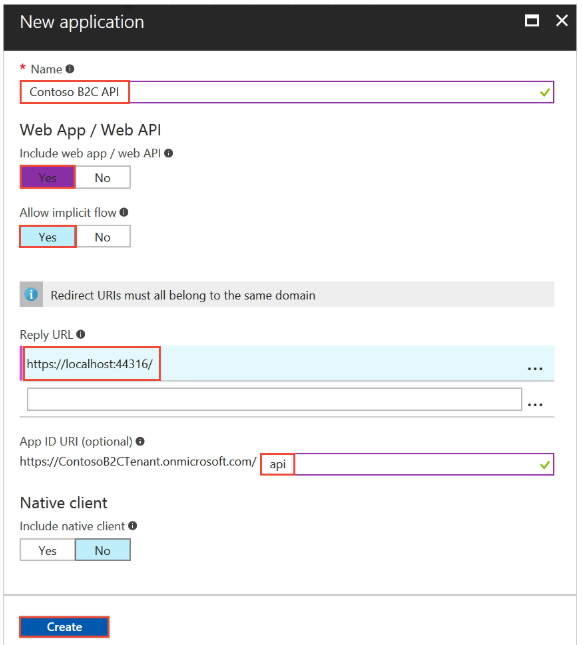 New application
* Name
Contoso B2C API
Web App / Web API
Include web app / web API
Yes No
Allow implicit flow
Yes No
Redirect URIs must all belong to the same domain
Reply URL
https://localhost:44316/ ...
...
App ID URI (optional)
https://ContosoB2CTenant.onmicrosoft.com/ api
Native client
Include native client
Yes No
Create